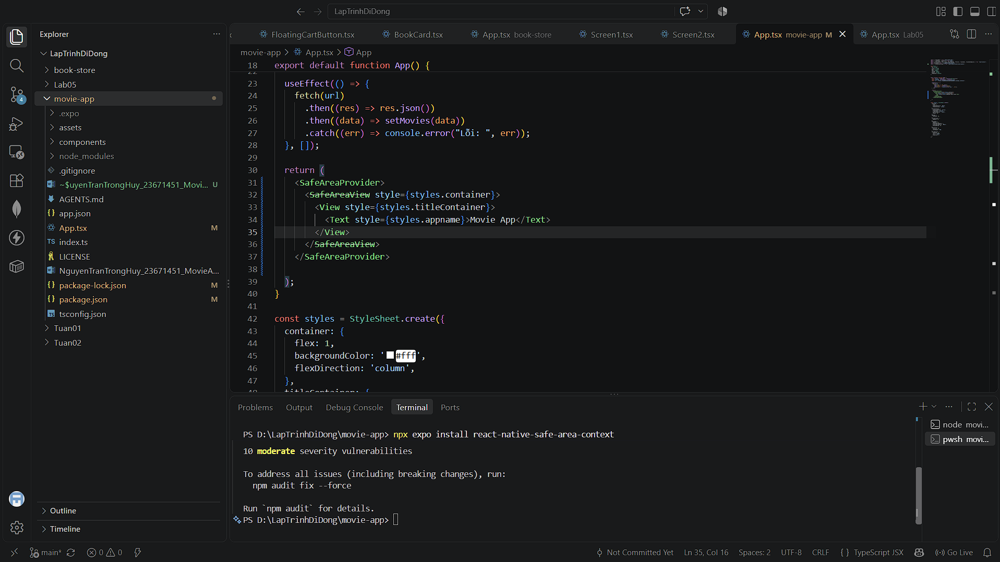 LapTrinhDiDong
Explorer
LapTrinhDiDong
book-store
Lab05
movie-app
.expo
assets
components
node_modules
.gitignore
~$uyenTranTrongHuy_23671451_Movi... U
AGENTS.md
app.json
App.tsx M
index.ts
LICENSE
NguyenTranTrongHuy_23671451_MovieA...
package-lock.json M
package.json M
tsconfig.json
Tuan01
Tuan02
Outline
Timeline
4
FloatingCartButton.tsx
BookCard.tsx
App.tsx book-store
Screen1.tsx
Screen2.tsx
App.tsx movie-app M
App.tsx Lab05
movie-app > App.tsx > App
18 export default function App() {
23 useEffect(() => {
24 fetch(url)
25 .then((res) => res.json())
26 .then((data) => setMovies(data))
27 .catch((err) => console.error("Lỗi: ", err));
28 }, []);
29
30 return (
31 <SafeAreaProvider>
32 <SafeAreaView style={styles.container}>
33 <View style={styles.titleContainer}>
34 <Text style={styles.appname}>Movie App</Text>
35 </View>
36 </SafeAreaView>
37 </SafeAreaProvider>
38
39 );
40 }
41
42 const styles = StyleSheet.create({
43 container: {
44 flex: 1,
45 backgroundColor: '#fff',
46 flexDirection: 'column',
47 },
48 titleContainer: {
Problems
Output
Debug Console
Terminal
Ports
PS D:\LapTrinhDiDong\movie-app> npx expo install react-native-safe-area-context
10 moderate severity vulnerabilities
To address all issues (including breaking changes), run:
npm audit fix --force
Run `npm audit` for details.
PS D:\LapTrinhDiDong\movie-app>
node movi...
pwsh movi...
main*
0 0
Not Committed Yet
Ln 35, Col 16
Spaces: 2
UTF-8
CRLF
{ } TypeScript JSX
Go Live